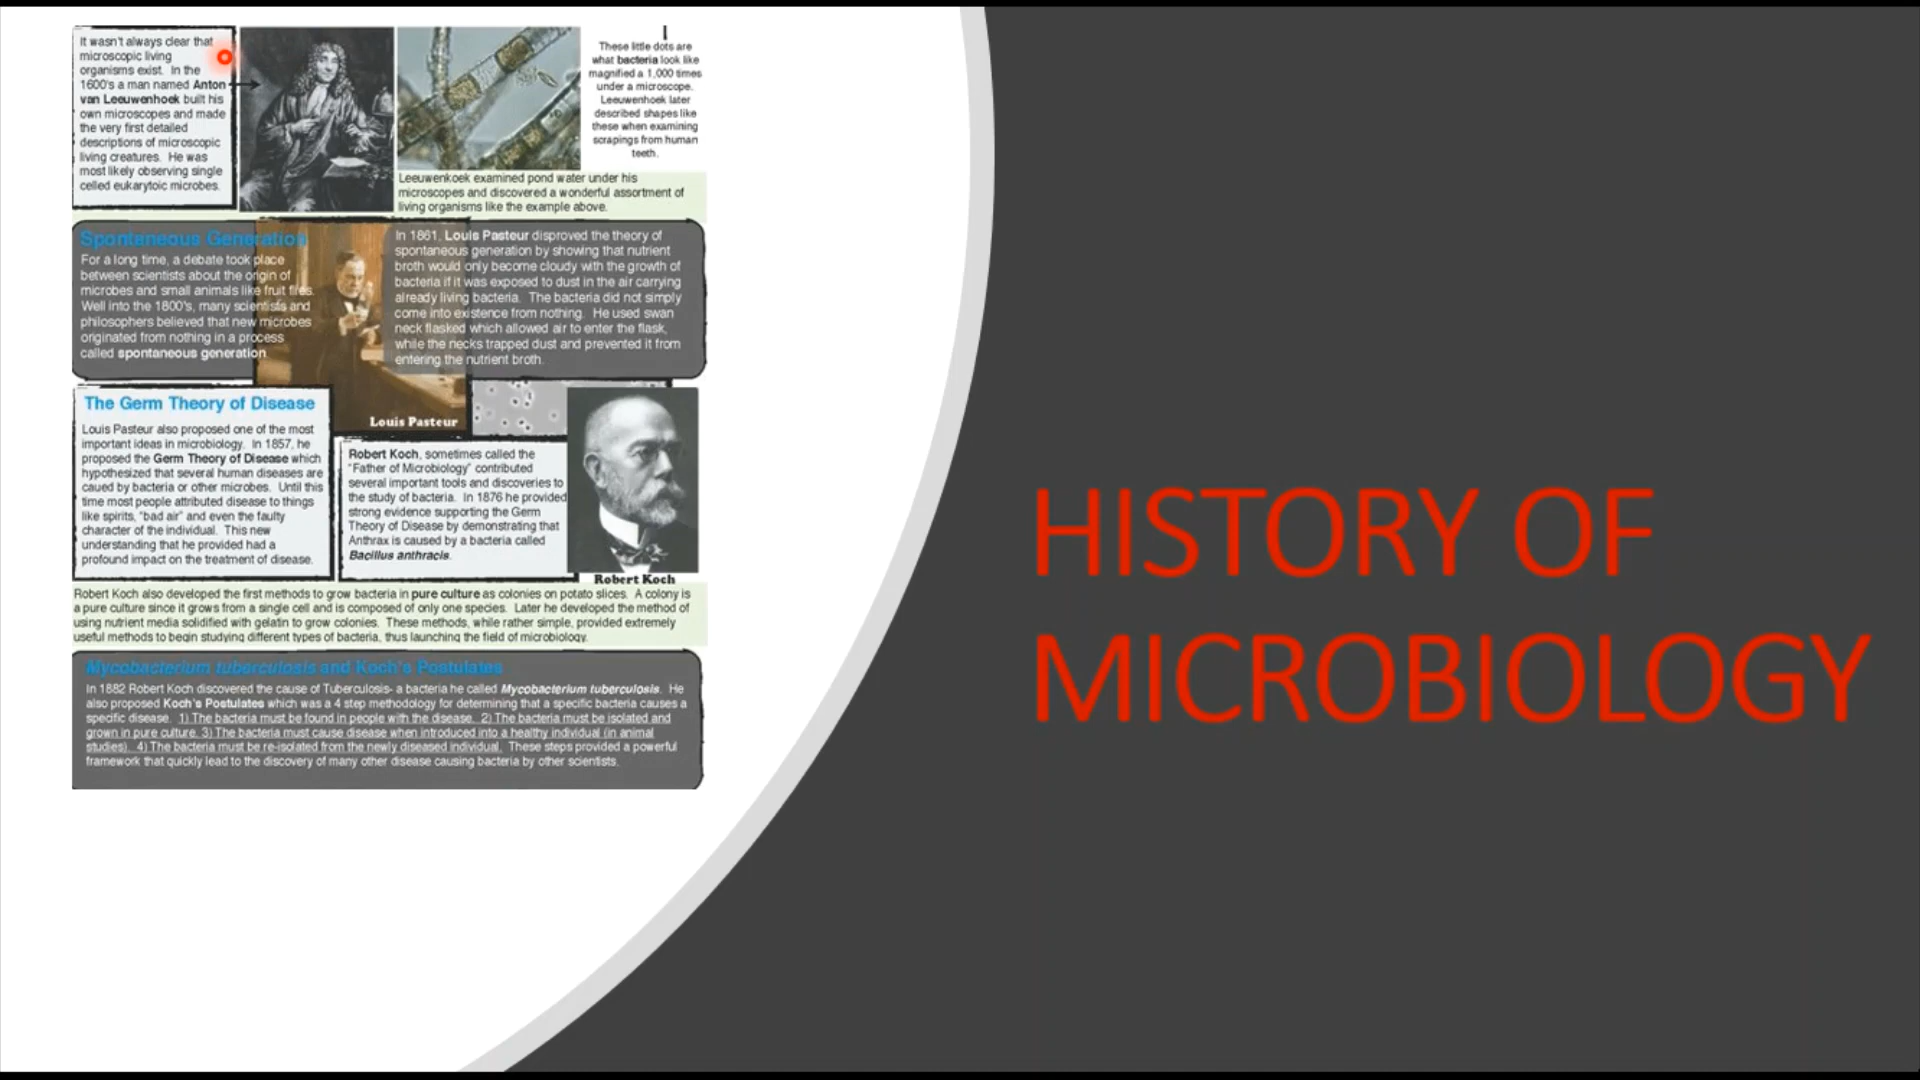 It wasn't always clear that
microscopic living
organisms exist. In the
1600's a man named Anton
van Leeuwenhoek built his
own microscopes and made
the very first detailed
descriptions of microscopic
living creatures. He was
most likely observing single
celled eukarytoic microbes.
These little dots are
what bacteria look like
magnified a 1,000 times
under a microscope.
Leeuwenhoek later
described shapes like
these when examining
scrapings from human
teeth.
Leeuwenkoek examined pond water under his
microscopes and discovered a wonderful assortment of
living organisms like the example above.
Spontaneous Generation
For a long time, a debate took place
between scientists about the origin of
microbes and small animals like fruit flies.
Well into the 1800's, many scientists and
philosophers believed that new microbes
originated from nothing in a process
called spontaneous generation
In 1861, Louis Pasteur disproved the theory of
spontaneous generation by showing that nutrient
broth would only become cloudy with the growth of
bacteria if it was exposed to dust in the air carrying
already living bacteria. The bacteria did not simply
come into existence from nothing. He used swan
neck flasked which allowed air to enter the flask,
while the necks trapped dust and prevented it from
entering the nutrient broth.
Louis Pasteur
The Germ Theory of Disease
Louis Pasteur also proposed one of the most
important ideas in microbiology. In 1857, he
proposed the Germ Theory of Disease which
hypothesized that several human diseases are
caued by bacteria or other microbes. Until this
time most people attributed disease to things
like spirits, "bad air" and even the faulty
character of the individual. This new
understanding that he provided had a
profound impact on the treatment of disease.
Robert Koch, sometimes called the
"Father of Microbiology" contributed
several important tools and discoveries to
the study of bacteria. In 1876 he provided
strong evidence supporting the Germ
Theory of Disease by demonstrating that
Anthrax is caused by a bacteria called
Bacillus anthracis.
Robert Koch
Robert Koch also developed the first methods to grow bacteria in pure culture as colonies on potato slices. A colony is
a pure culture since it grows from a single cell and is composed of only one species. Later he developed the method of
using nutrient media solidified with gelatin to grow colonies. These methods, while rather simple, provided extremely
useful methods to begin studying different types of bacteria, thus launching the field of microbiology.
Mycobacterium tuberculosis and Koch's Postulates
In 1882 Robert Koch discovered the cause of Tuberculosis- a bacteria he called Mycobacterium tuberculosis. He
also proposed Koch's Postulates which was a 4 step methodology for determining that a specific bacteria causes a
specific disease. 1) The bacteria must be found in people with the disease. 2) The bacteria must be isolated and
grown in pure culture. 3) The bacteria must cause disease when introduced into a healthy individual (in animal
studies). 4) The bacteria must be re-isolated from the newly diseased individual. These steps provided a powerful
framework that quickly lead to the discovery of many other disease causing bacteria by other scientists.
HISTORY OF
MICROBIOLOGY